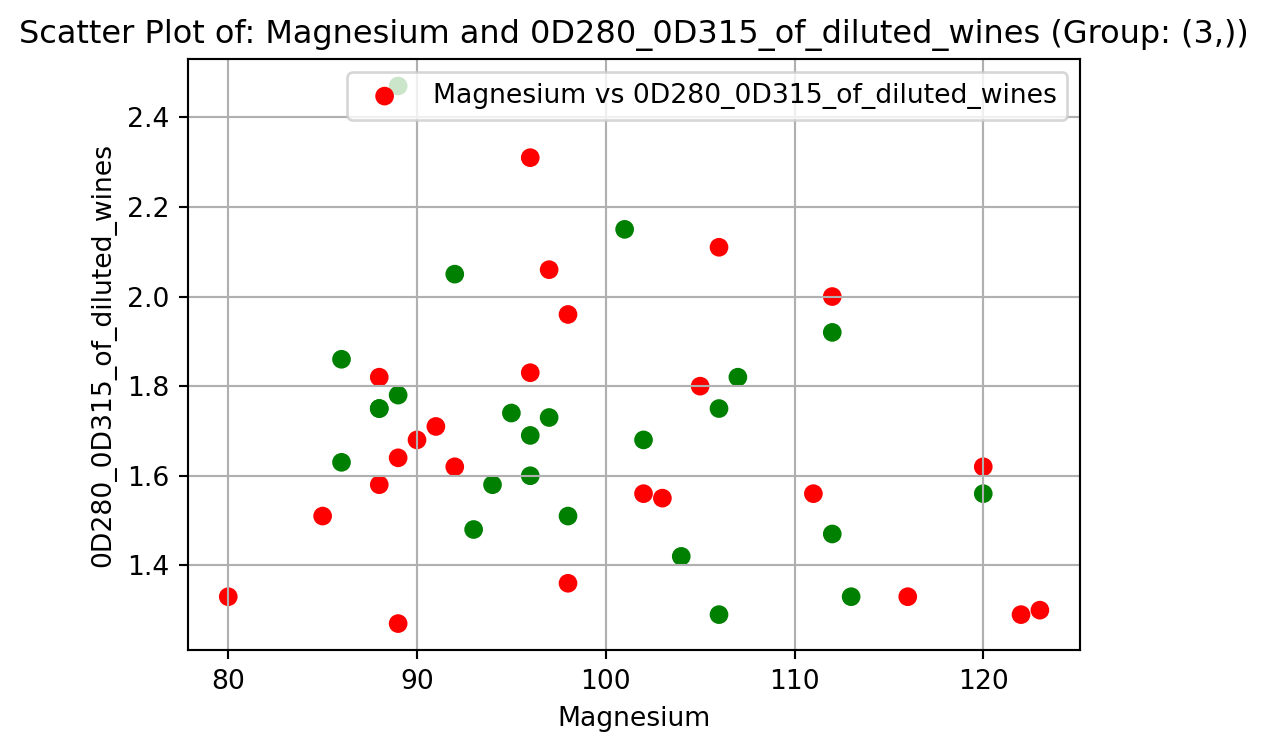 Scatter Plot of: Magnesium and 0D280_0D315_of_diluted_wines (Group: (3,))
Magnesium vs 0D280_0D315_of_diluted_wines
0D280_0D315_of_diluted_wines
2.4
2.2
2.0
1.8
1.6
1.4
80 90 100 110 120
Magnesium